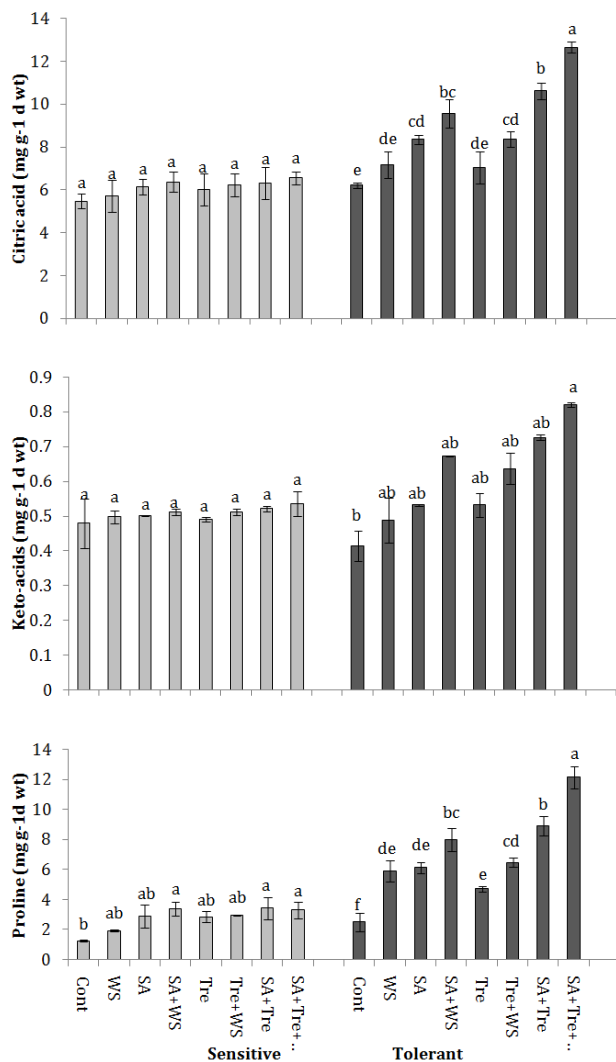 Citric acid (mg g-1 d wt)
14
12
10
8
6
4
2
0
a a a a a a a a
e de cd bc de cd b a
Keto-acids (mg g-1 d wt)
0.9
0.8
0.7
0.6
0.5
0.4
0.3
0.2
0.1
0
a a a a a a a a
b ab ab ab ab ab ab a
Proline (mg g-1d wt)
14
12
10
8
6
4
2
0
b ab ab a ab ab a a
f de de bc e cd b a
Cont
WS
SA
SA+WS
Tre
Tre+WS
SA+Tre
SA+Tre+..
Cont
WS
SA
SA+WS
Tre
Tre+WS
SA+Tre
SA+Tre+..
Sensitive
Tolerant